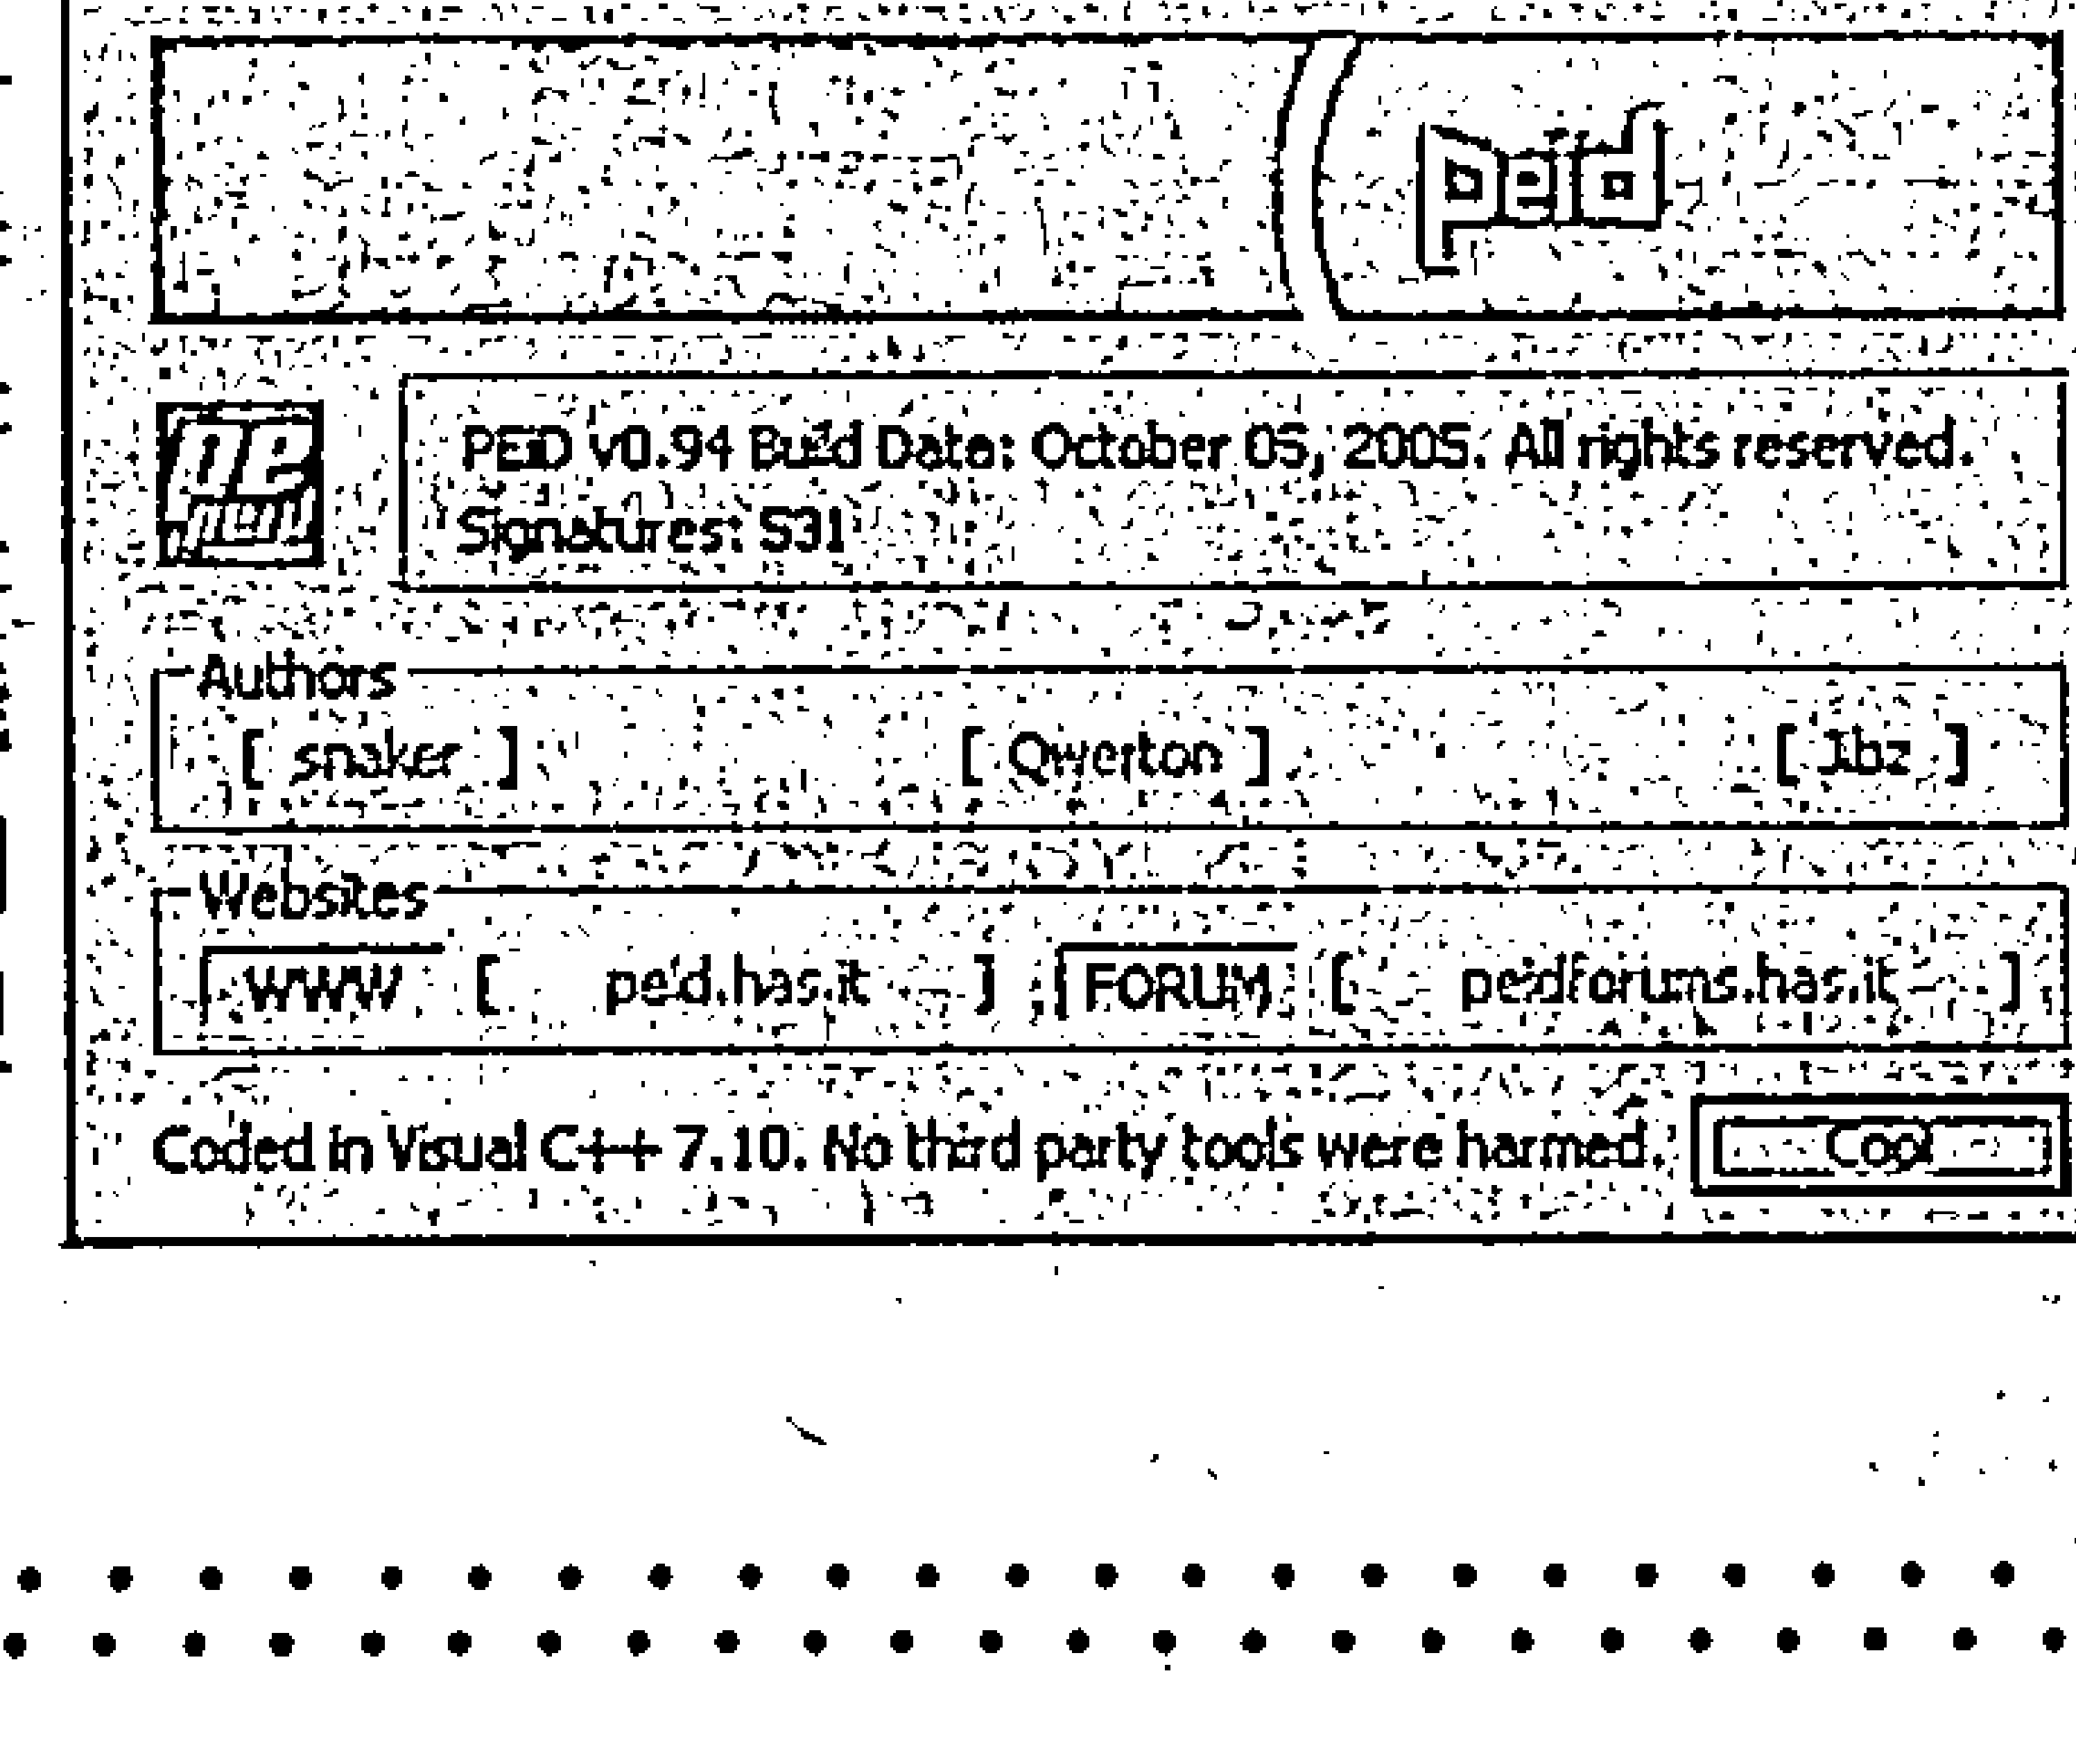 peid
PEiD v0.94 Build Date: October 05, 2005. All rights reserved.
Signatures: 531
Authors
[ snaker ] [ Qwerton ] [ Jibz ]
Websites
WWW [ peid.has.it ] FORUM [ peidforums.has.it ]
Coded in Visual C++ 7.10. No third party tools were harmed. Cool